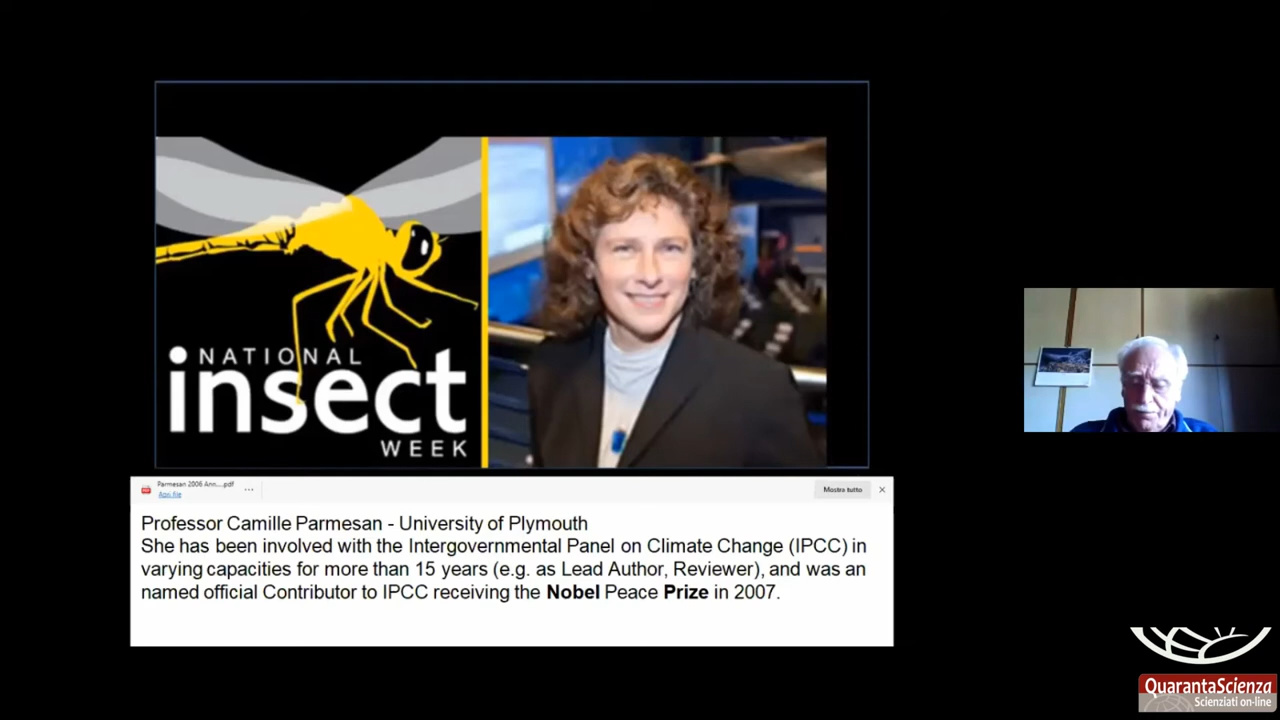 NATIONAL
insect
WEEK
Parmesan 2006 Ann....pdf
Apri file
Mostra tutto
Professor Camille Parmesan - University of Plymouth
She has been involved with the Intergovernmental Panel on Climate Change (IPCC) in
varying capacities for more than 15 years (e.g. as Lead Author, Reviewer), and was an
named official Contributor to IPCC receiving the Nobel Peace Prize in 2007.
QuarantaScienza
Scienziati on-line